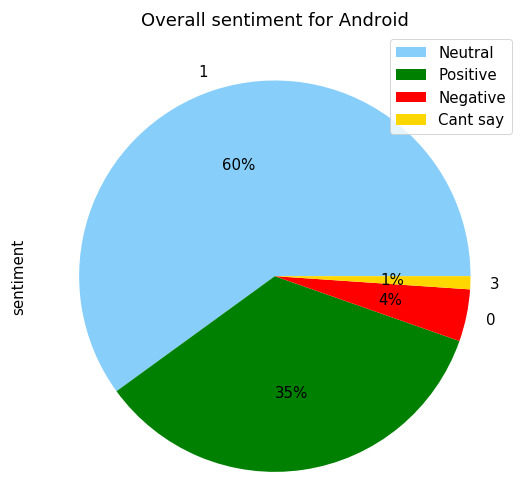 Overall sentiment for Android
Neutral
Positive
Negative
Cant say
1
60%
sentiment
1%
3
4%
0
35%